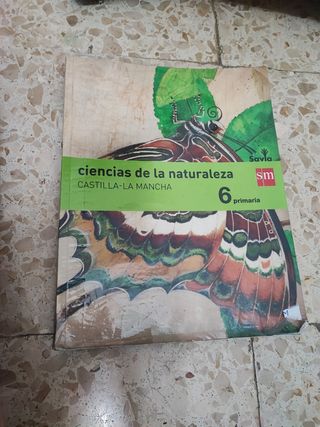 Savia
ciencias de la naturaleza
sm
CASTILLA-LA MANCHA
6 primaria